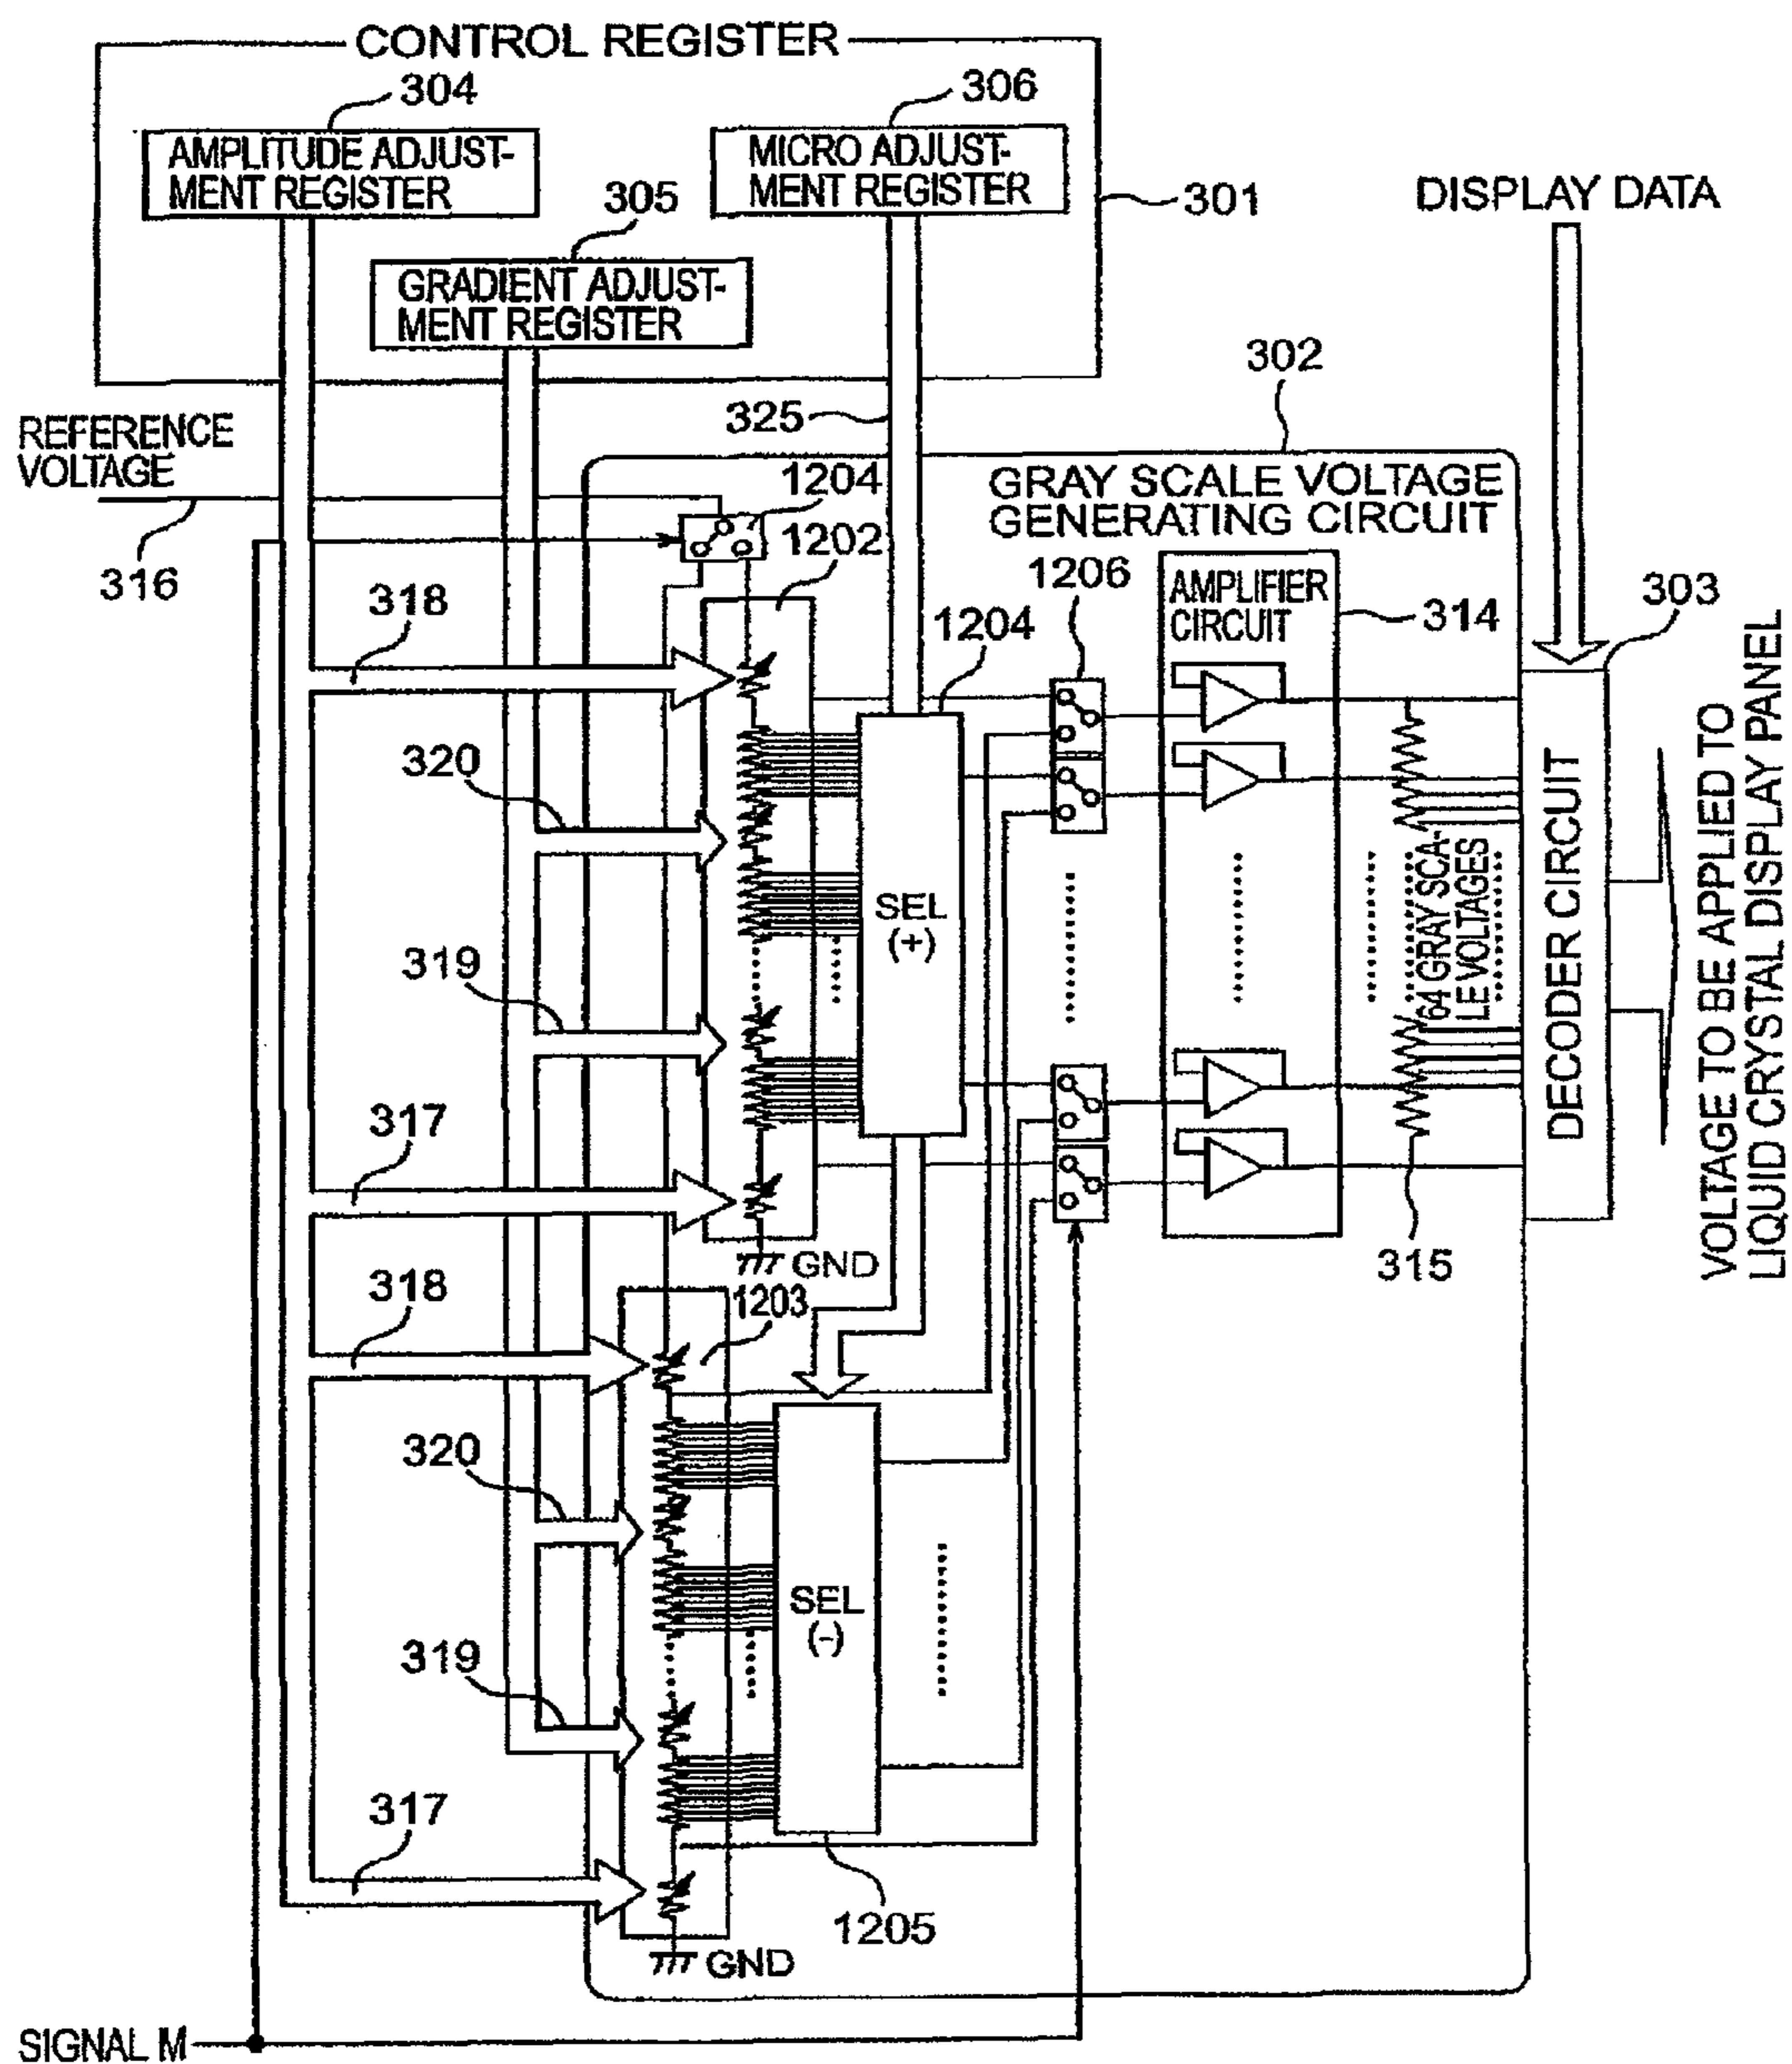 CONTROL REGISTER
304
306
AMPLITUDE ADJUST-
MENT REGISTER
MICRO ADJUST-
MENT REGISTER
305
301
DISPLAY DATA
GRADIENT ADJUST-
MENT REGISTER
302
325
REFERENCE
VOLTAGE
1204
GRAY SCALE VOLTAGE
GENERATING CIRCUIT
1202
316
318
1206
AMPLIFIER
CIRCUIT
314
303
1204
320
SEL
(+)
319
64 GRAY SCA-
LE VOLTAGES
DECODER CIRCUIT
VOLTAGE TO BE APPLIED TO
LIQUID CRYSTAL DISPLAY PANEL
317
GND
315
318
1203
320
SEL
(-)
319
317
1205
GND
SIGNAL M